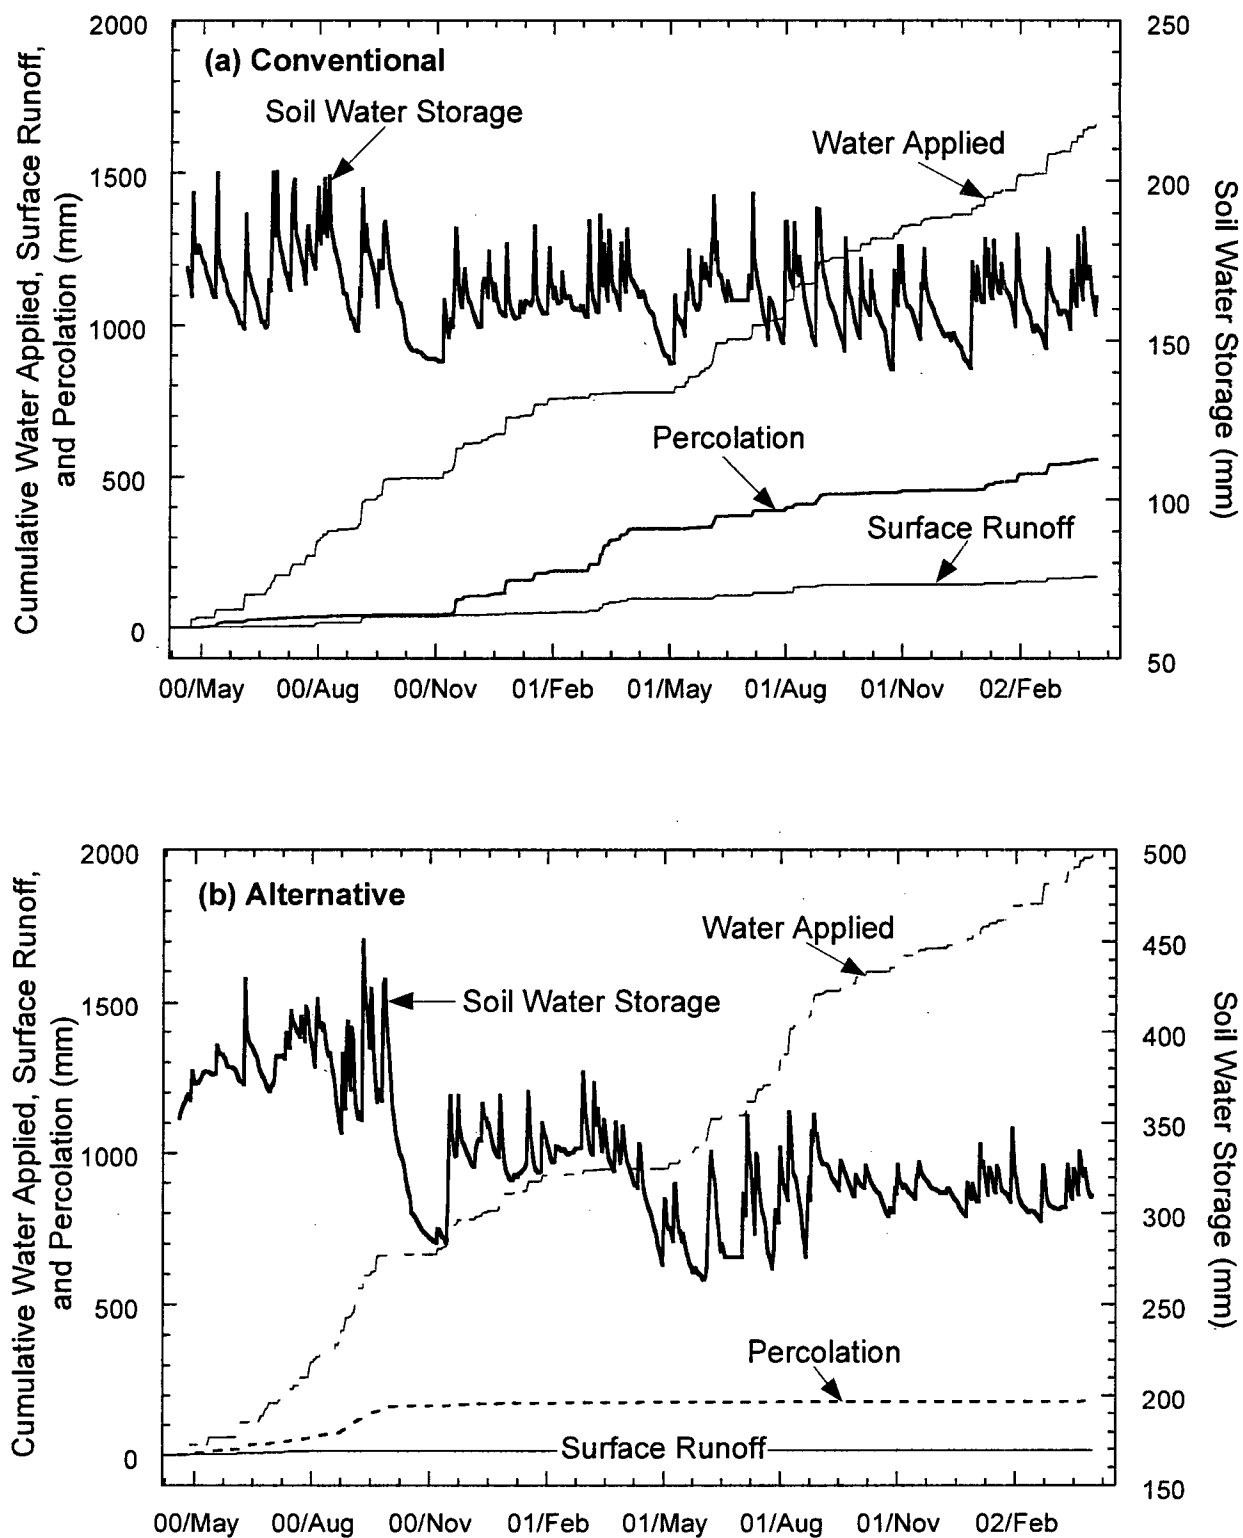 Cumulative Water Applied, Surface Runoff,
and Percolation (mm)
2000
1500
1000
500
0
(a) Conventional
Soil Water Storage
Water Applied
Percolation
Surface Runoff
250
200
150
100
50
Soil Water Storage (mm)
00/May 00/Aug 00/Nov 01/Feb 01/May 01/Aug 01/Nov 02/Feb
Cumulative Water Applied, Surface Runoff,
and Percolation (mm)
2000
1500
1000
500
0
(b) Alternative
Water Applied
Soil Water Storage
Percolation
Surface Runoff
500
450
400
350
300
250
200
150
Soil Water Storage (mm)
00/May 00/Aug 00/Nov 01/Feb 01/May 01/Aug 01/Nov 02/Feb